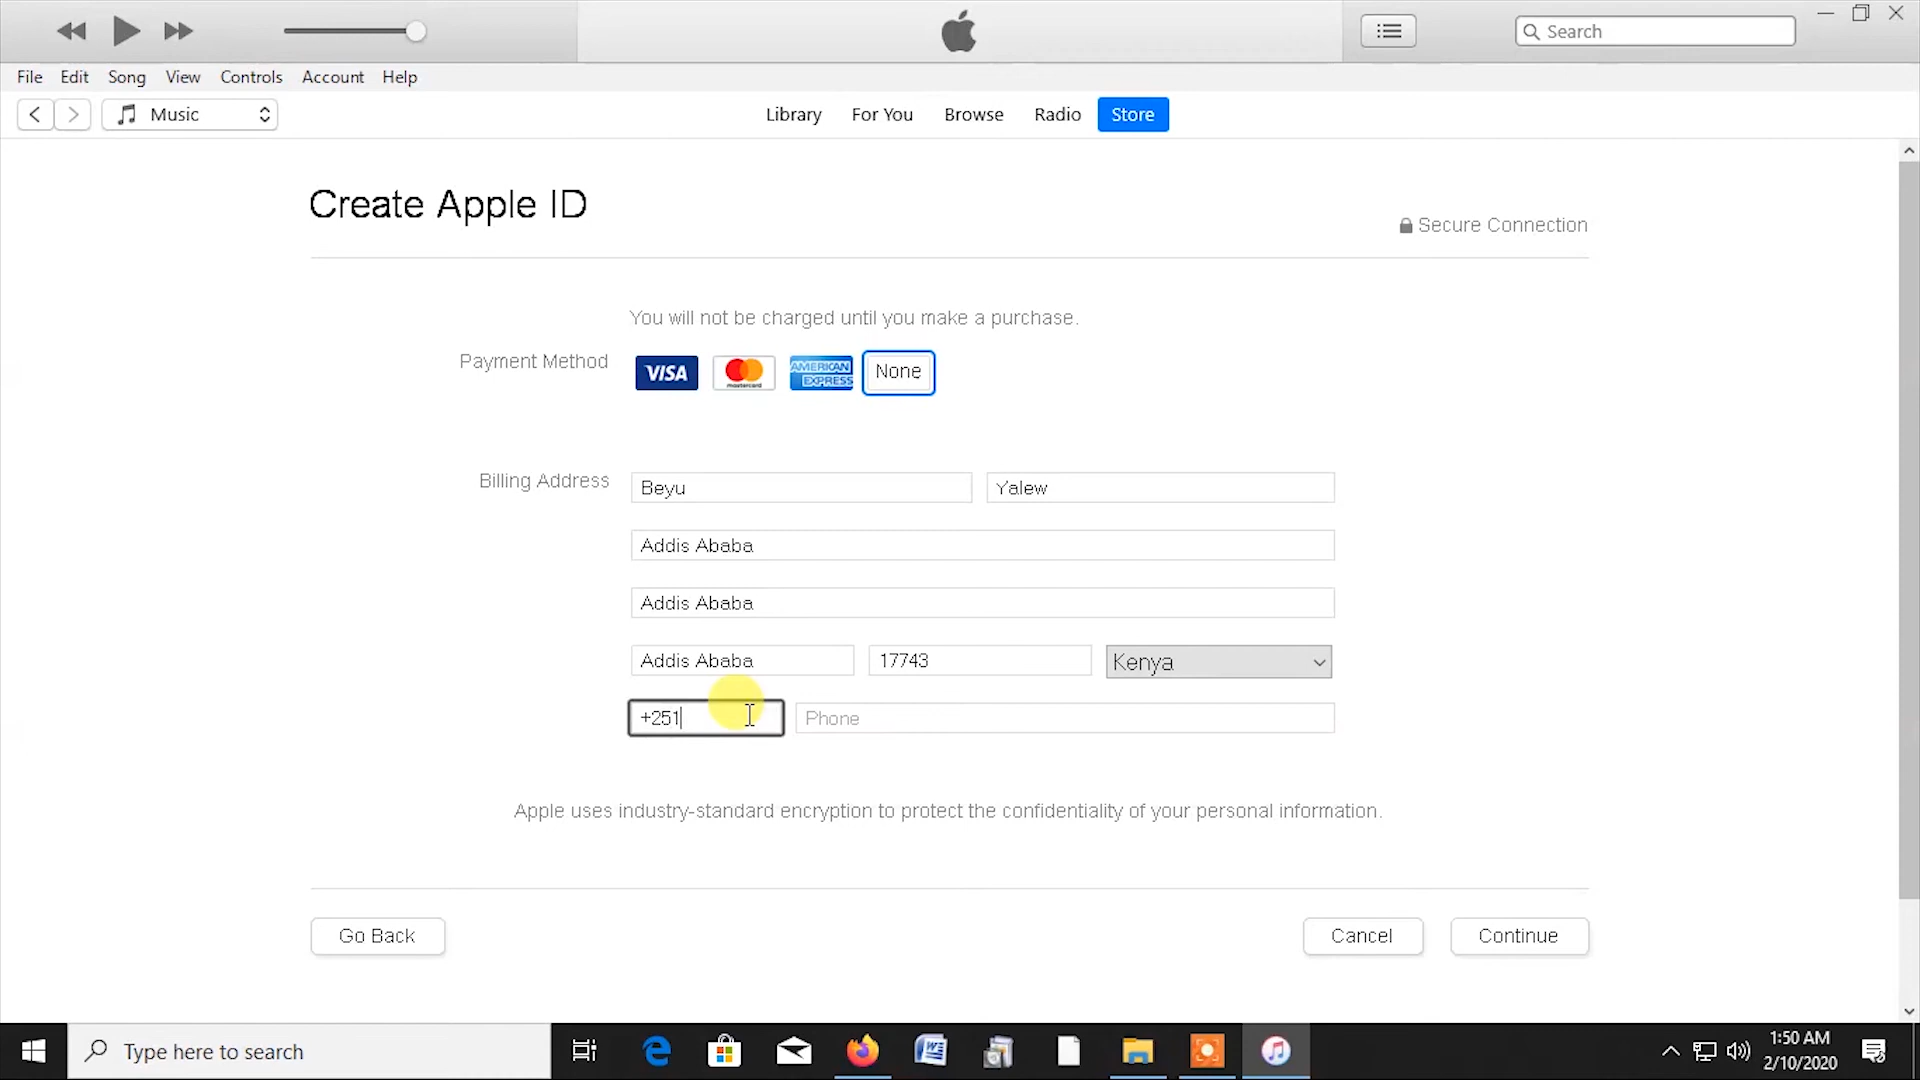 Search
File Edit Song View Controls Account Help
Music
Library For You Browse Radio Store
Create Apple ID
Secure Connection
You will not be charged until you make a purchase.
Payment Method VISA mastercard AMERICAN EXPRESS None
Billing Address Beyu Yalew
Addis Ababa
Addis Ababa
Addis Ababa 17743 Kenya
+251 Phone
Apple uses industry-standard encryption to protect the confidentiality of your personal information.
Go Back Cancel Continue
Type here to search
1:50 AM
2/10/2020